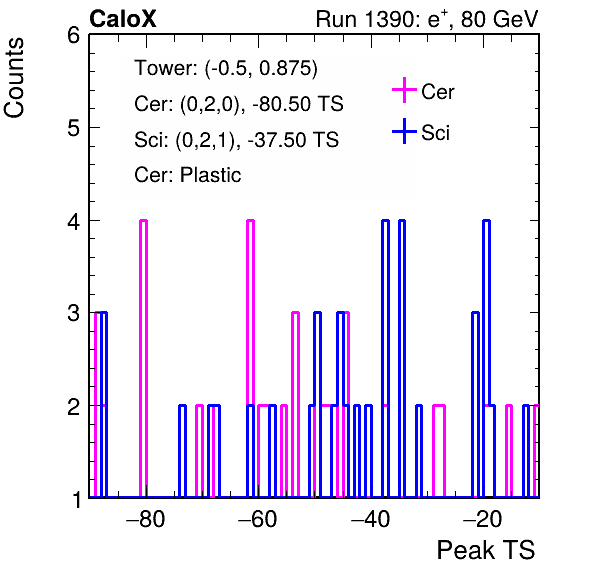 CaloX Run 1390: e⁺, 80 GeV
Counts
Tower: (-0.5, 0.875)
Cer: (0,2,0), -80.50 TS
Sci: (0,2,1), -37.50 TS
Cer: Plastic
Cer
Sci
6
5
4
3
2
1
−80 −60 −40 −20
Peak TS